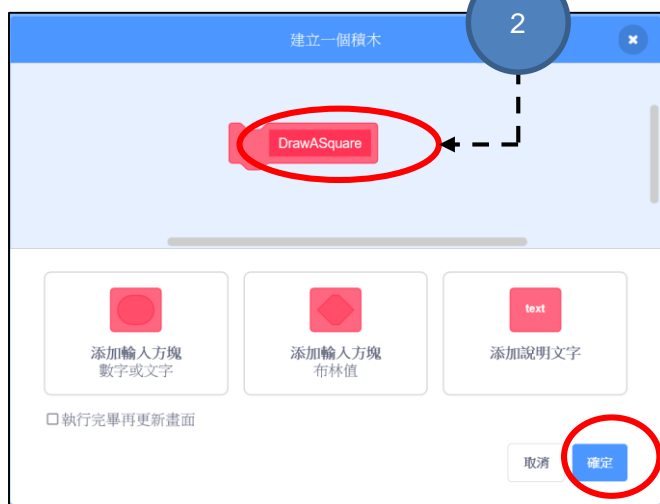 建立一個積木
2
DrawASquare
text
添加輸入方塊
數字或文字
添加輸入方塊
布林值
添加說明文字
執行完畢再更新畫面
取消
確定